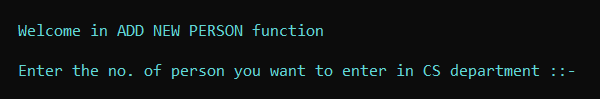 Welcome in ADD NEW PERSON function
Enter the no. of person you want to enter in CS department ::-